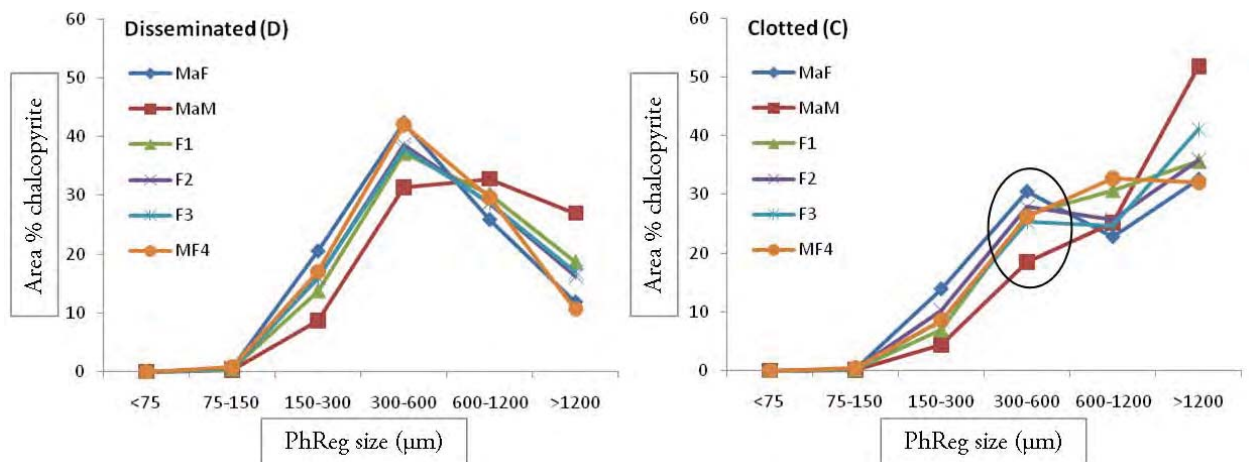 Disseminated (D)
60
50
40
30
20
10
0
Area % chalcopyrite
MaF
MaM
F1
F2
F3
MF4
<75 75-150 150-300 300-600 600-1200 >1200
PhReg size (µm)
Clotted (C)
60
50
40
30
20
10
0
Area % chalcopyrite
MaF
MaM
F1
F2
F3
MF4
<75 75-150 150-300 300-600 600-1200 >1200
PhReg size (µm)